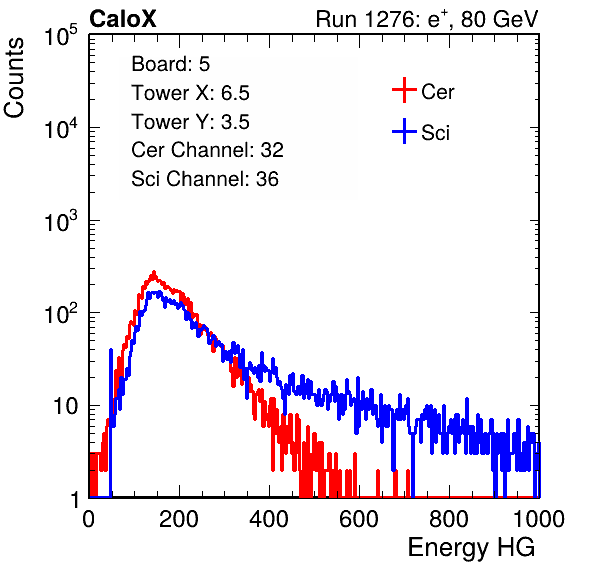 CaloX Run 1276: e⁺, 80 GeV
Counts
10⁵
10⁴
10³
10²
10
1
Board: 5
Tower X: 6.5
Tower Y: 3.5
Cer Channel: 32
Sci Channel: 36
Cer
Sci
0 200 400 600 800 1000
Energy HG